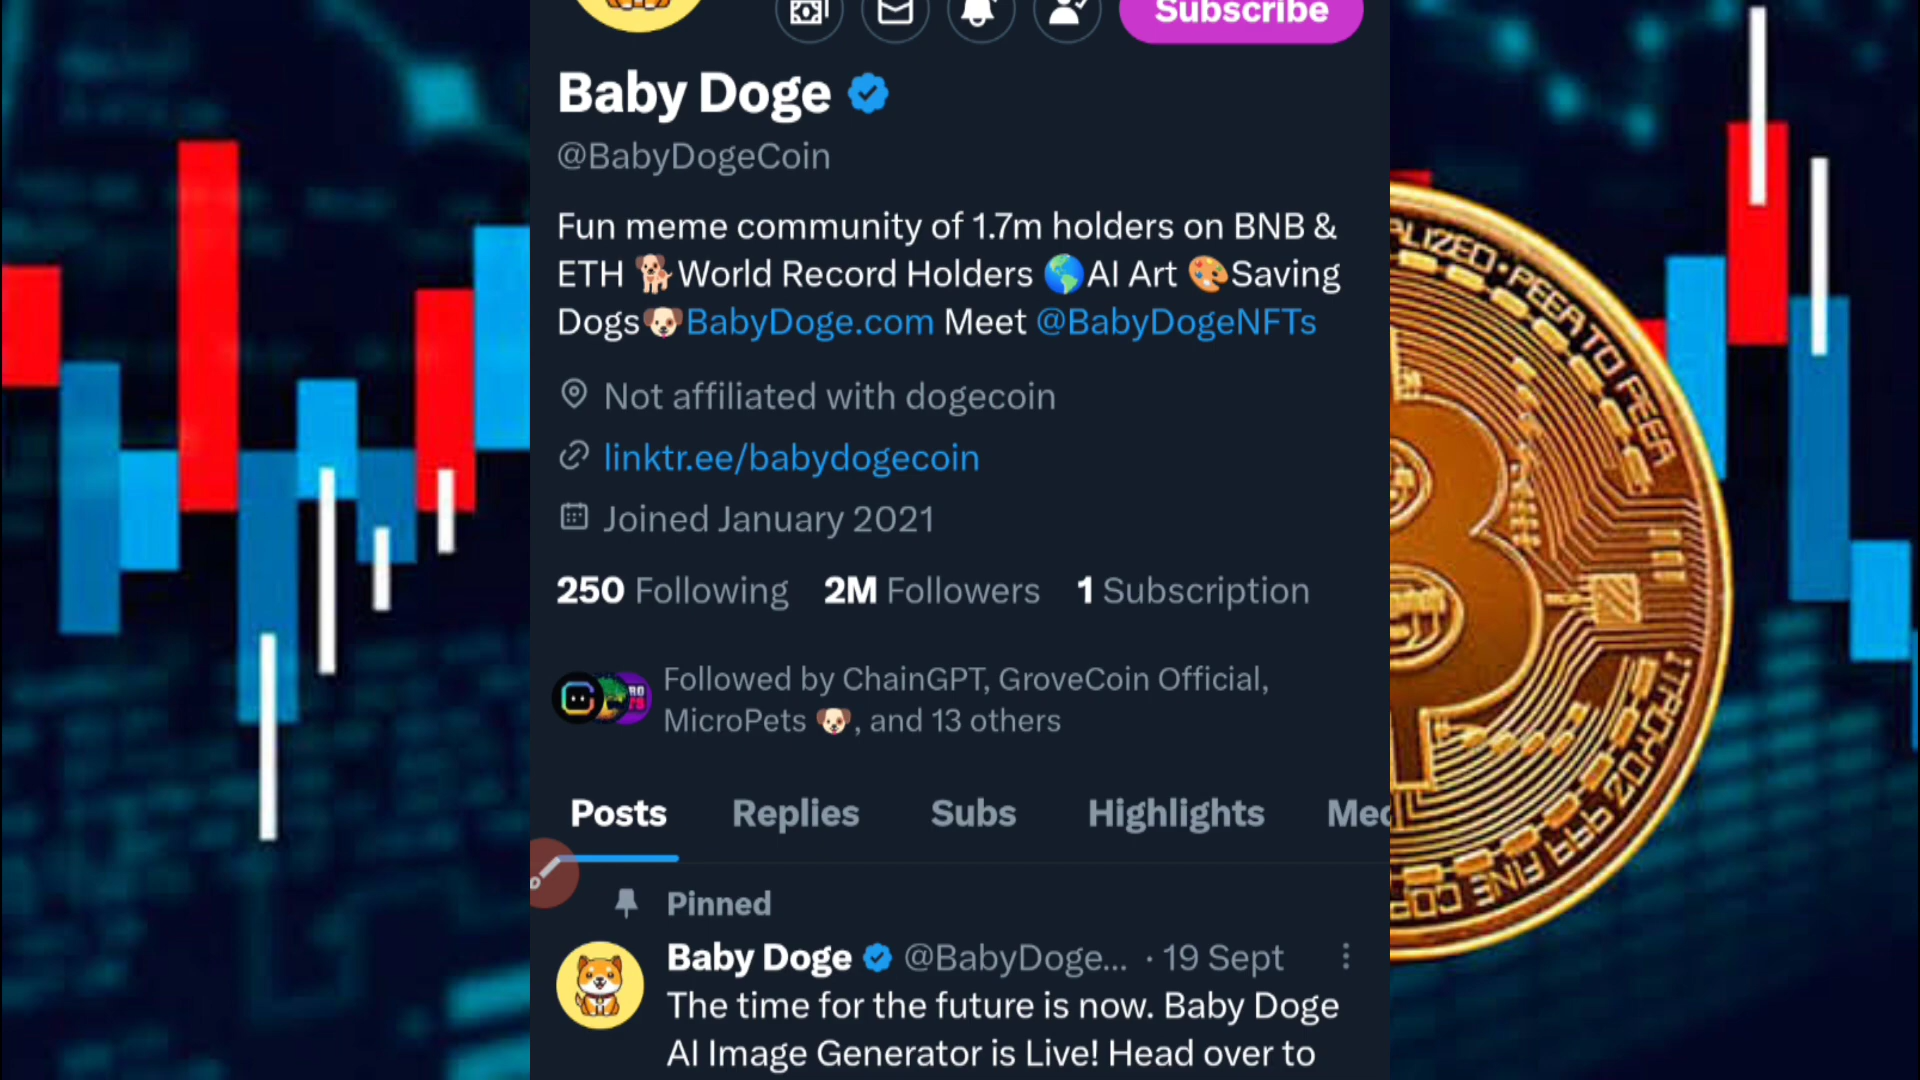 Subscribe
Baby Doge
@BabyDogeCoin
Fun meme community of 1.7m holders on BNB &
ETH 🐕World Record Holders 🌎AI Art 🎨Saving
Dogs🐶BabyDoge.com Meet @BabyDogeNFTs
Not affiliated with dogecoin
linktr.ee/babydogecoin
Joined January 2021
250 Following 2M Followers 1 Subscription
Followed by ChainGPT, GroveCoin Official,
MicroPets 🐶, and 13 others
Posts Replies Subs Highlights
Pinned
Baby Doge @BabyDoge... · 19 Sept
The time for the future is now. Baby Doge
AI Image Generator is Live! Head over to
PEER TO PEER